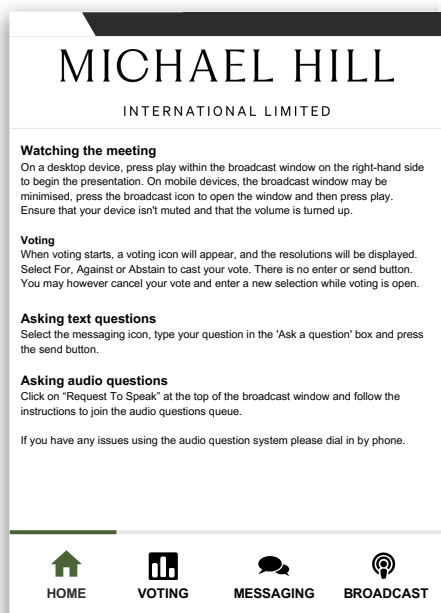 MICHAEL HILL
INTERNATIONAL LIMITED
Watching the meeting
On a desktop device, press play within the broadcast window on the right-hand side
to begin the presentation. On mobile devices, the broadcast window may be
minimised, press the broadcast icon to open the window and then press play.
Ensure that your device isn't muted and that the volume is turned up.
Voting
When voting starts, a voting icon will appear, and the resolutions will be displayed.
Select For, Against or Abstain to cast your vote. There is no enter or send button.
You may however cancel your vote and enter a new selection while voting is open.
Asking text questions
Select the messaging icon, type your question in the 'Ask a question' box and press
the send button.
Asking audio questions
Click on “Request To Speak” at the top of the broadcast window and follow the
instructions to join the audio questions queue.
If you have any issues using the audio question system please dial in by phone.
HOME VOTING MESSAGING BROADCAST